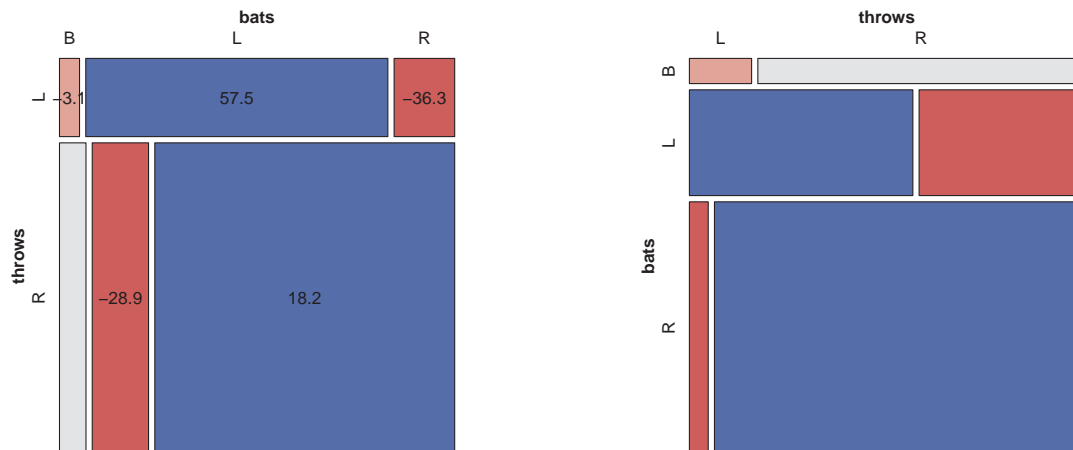 bats
B L R
L
–3.1 57.5 –36.3
throws
R
–28.9 18.2
throws
L R
B
L
bats
R